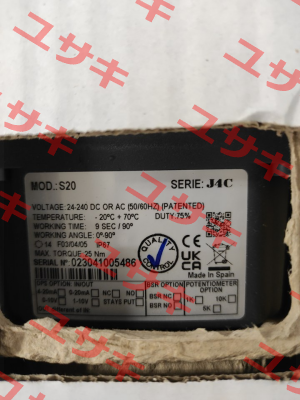 ユサキ
MOD.: S20
SERIE: J4C
VOLTAGE: 24-240 DC OR AC (50/60HZ) (PATENTED)
TEMPERATURE: - 20ºC + 70ºC DUTY:75%
WORKING TIME: 9 SEC / 90º
WORKING ANGLE: 0º-90º
14 F03/04/05 IP67
MAX. TORQUE: 25 Nm
SERIAL Nº 023041005486
QUALITY CONTROL
CE
UK CA
Made in Spain
DPS OPTION: IN/OUT
BSR OPTION
POTENTIOMETER OPTION
4-20mA 0-20mA NC NO
BSR NC 1K 10K
0-10V 1-10V STAYS PUT
BSR NO 5K